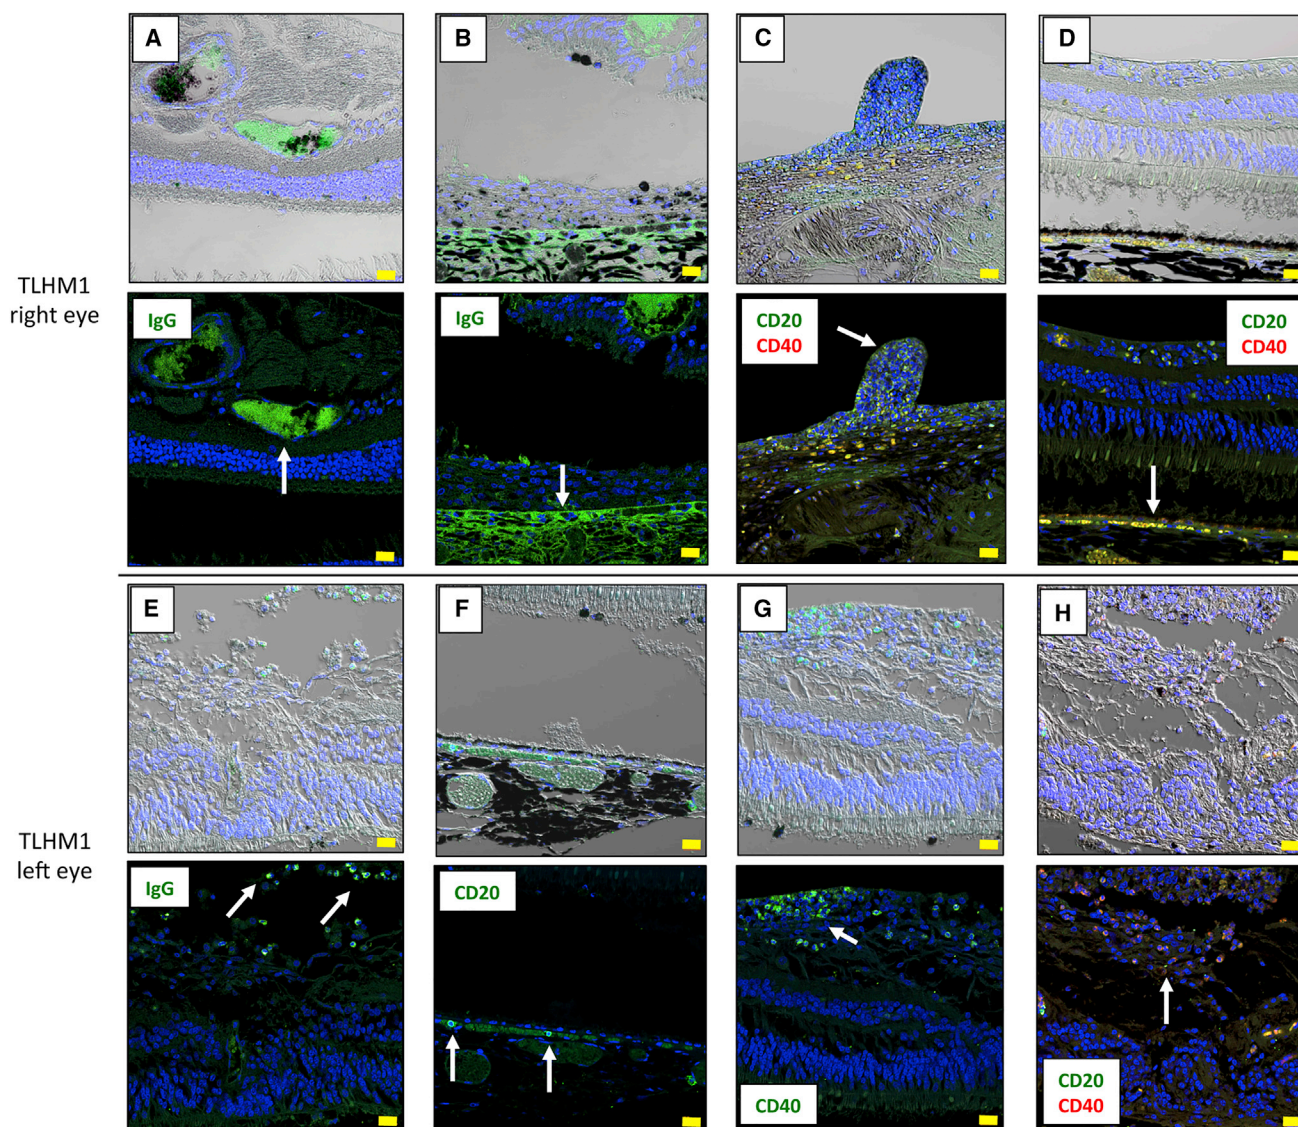 A
B
C
D
TLHM1
right eye
IgG
IgG
CD20
CD40
CD20
CD40
E
F
G
H
TLHM1
left eye
IgG
CD20
CD40
CD20
CD40